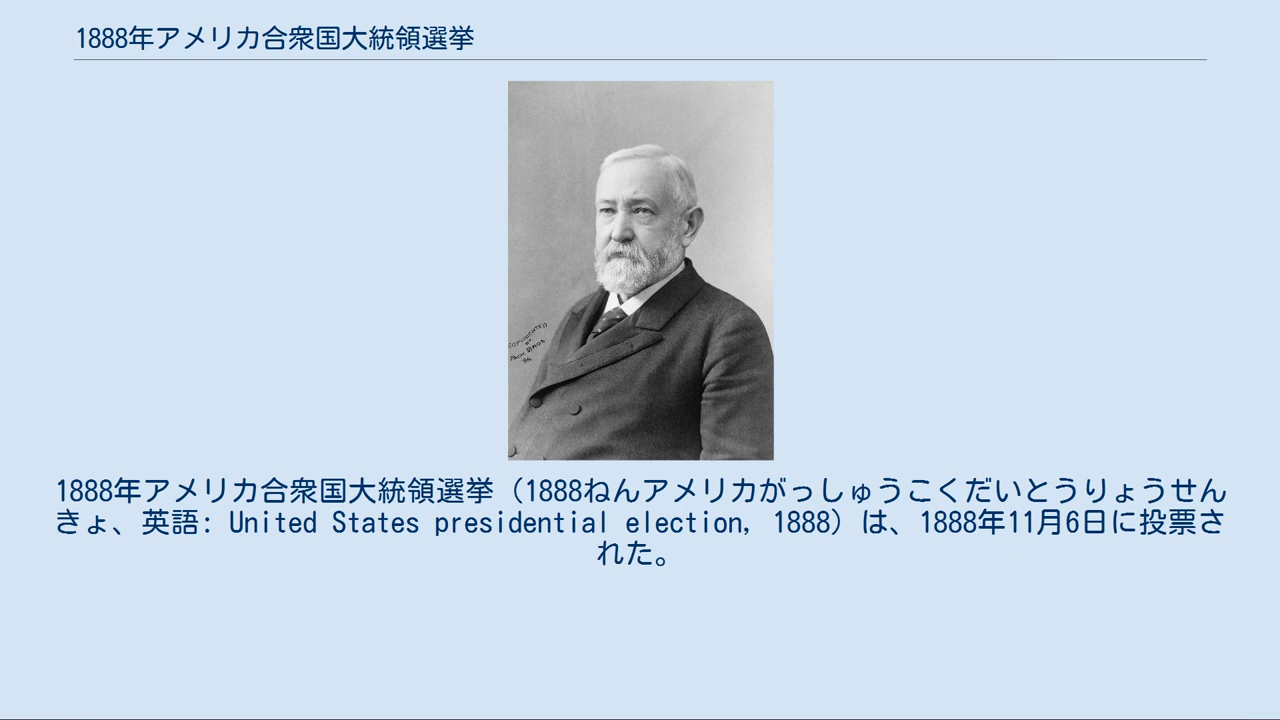 1888年アメリカ合衆国大統領選挙
COPYRIGHTED
BY
PACH BROS
1888年アメリカ合衆国大統領選挙（1888ねんアメリカがっしゅうこくだいとうりょうせん
きょ、英語: United States presidential election, 1888）は、1888年11月6日に投票さ
れた。